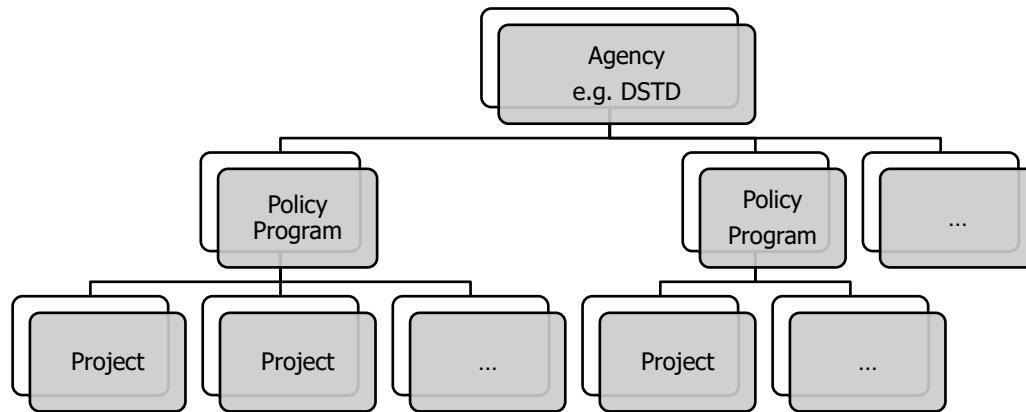 Agency
e.g. DSTD
Policy
Program
Policy
Program
…
Project
Project
…
Project
…